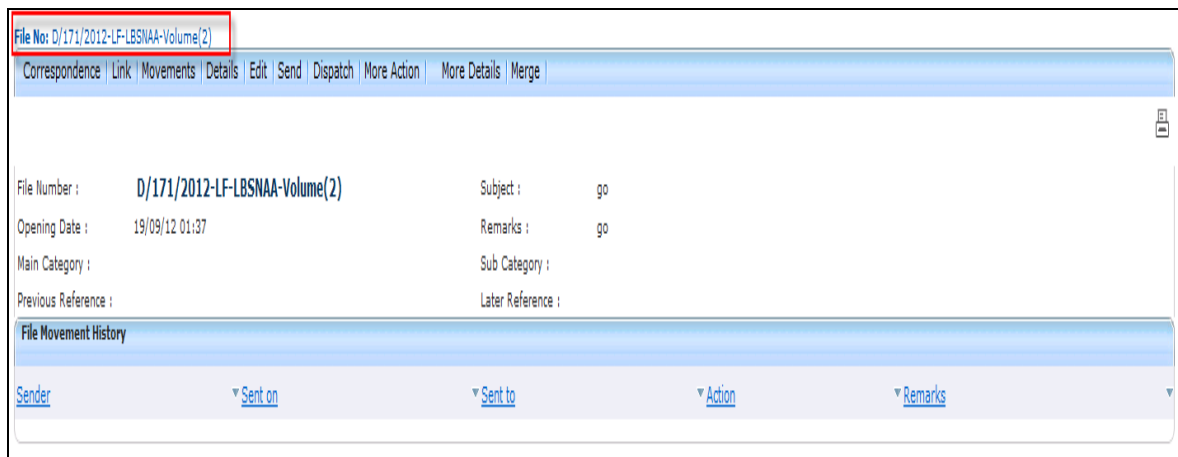 File No: D/171/2012-LF-LBSNAA-Volume(2)
Correspondence | Link | Movements | Details | Edit | Send | Dispatch | More Action | More Details | Merge |
File Number : D/171/2012-LF-LBSNAA-Volume(2) Subject : go
Opening Date : 19/09/12 01:37 Remarks : go
Main Category : Sub Category :
Previous Reference : Later Reference :
File Movement History
Sender Sent on Sent to Action Remarks